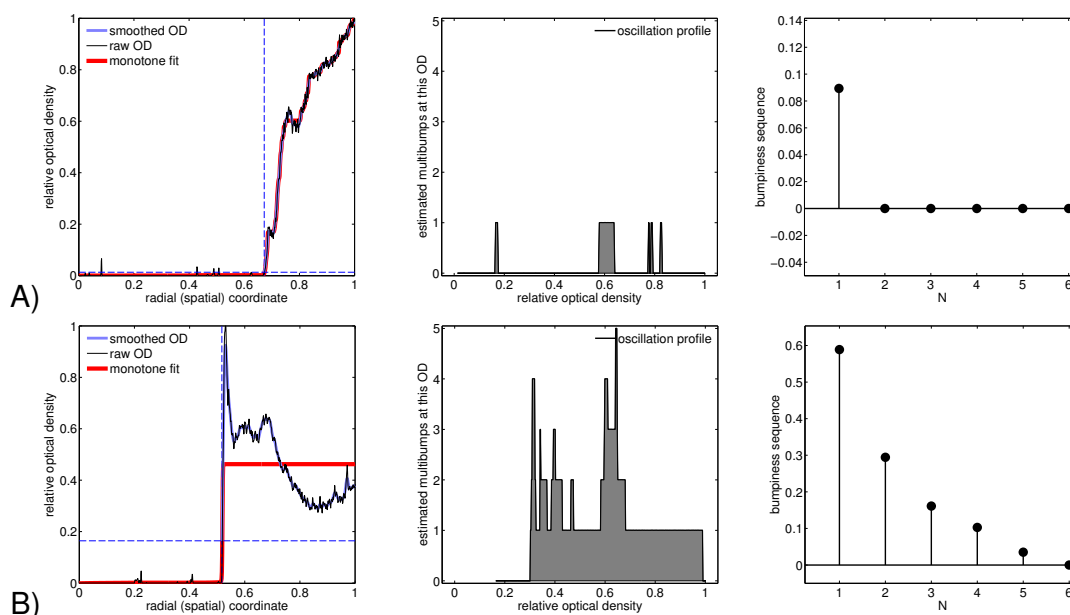 1
0.8
0.6
0.4
0.2
0
0 0.2 0.4 0.6 0.8 1
relative optical density
radial (spatial) coordinate
smoothed OD
raw OD
monotone fit
A)
5
4
3
2
1
0
0 0.2 0.4 0.6 0.8 1
estimated multibumps at this OD
relative optical density
oscillation profile
0.14
0.12
0.1
0.08
0.06
0.04
0.02
0
−0.02
−0.04
1 2 3 4 5 6
bumpiness sequence
N
1
0.8
0.6
0.4
0.2
0
0 0.2 0.4 0.6 0.8 1
relative optical density
radial (spatial) coordinate
smoothed OD
raw OD
monotone fit
B)
5
4
3
2
1
0
0 0.2 0.4 0.6 0.8 1
estimated multibumps at this OD
relative optical density
oscillation profile
0.6
0.5
0.4
0.3
0.2
0.1
0
1 2 3 4 5 6
bumpiness sequence
N